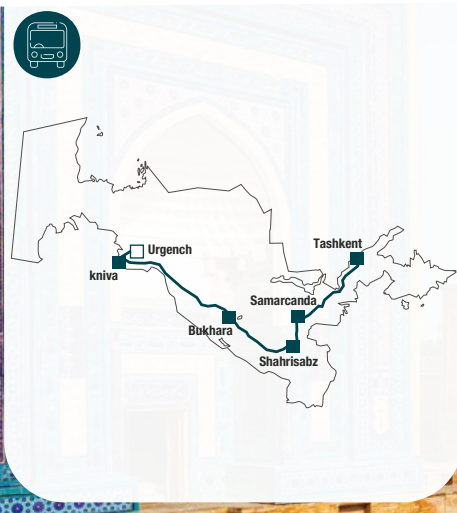 Tashkent
Urgench
kniva
Samarcanda
Bukhara
Shahrisabz